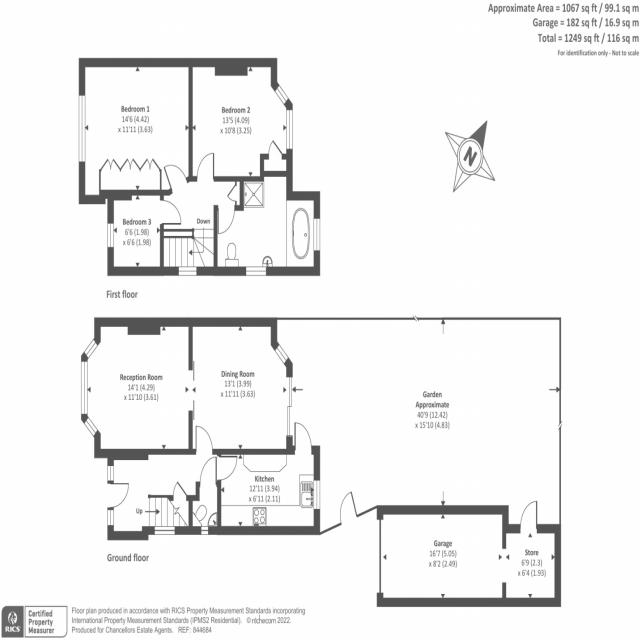 Approximate Area = 1067 sq ft / 99.1 sq m
Garage = 182 sq ft / 16.9 sq m
Total = 1249 sq ft / 116 sq m
For identification only - Not to scale
Bedroom 1
14'6 (4.42)
x 11'11 (3.63)
Bedroom 2
13'5 (4.09)
x 10'8 (3.25)
N
Bedroom 3
6'6 (1.98)
x 6'6 (1.98)
Down
First floor
Reception Room
14'1 (4.29)
x 11'10 (3.61)
Dining Room
13'1 (3.99)
x 11'11 (3.63)
Garden
Approximate
40'9 (12.42)
x 15'10 (4.83)
Kitchen
12'11 (3.94)
x 6'11 (2.11)
Up
Garage
16'7 (5.05)
x 8'2 (2.49)
Store
6'9 (2.3)
x 6'4 (1.93)
Ground floor
RICS
Certified
Property
Measurer
Floor plan produced in accordance with RICS Property Measurement Standards incorporating
International Property Measurement Standards (IPMS2 Residential). © ntchecom 2022.
Produced for Chancellors Estate Agents. REF: 844684